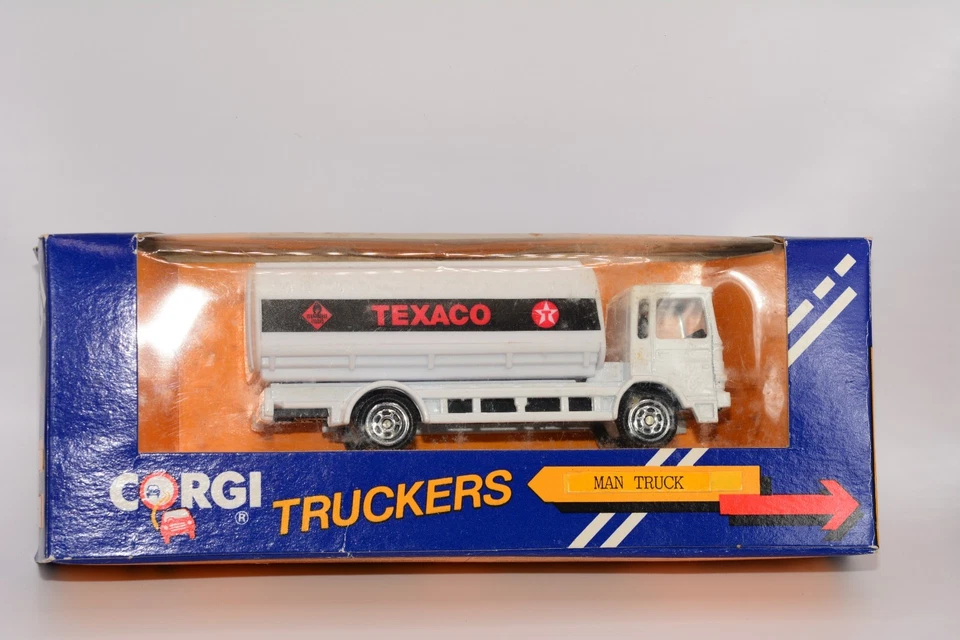 TEXACO
T
CORGI
®
TRUCKERS
MAN TRUCK